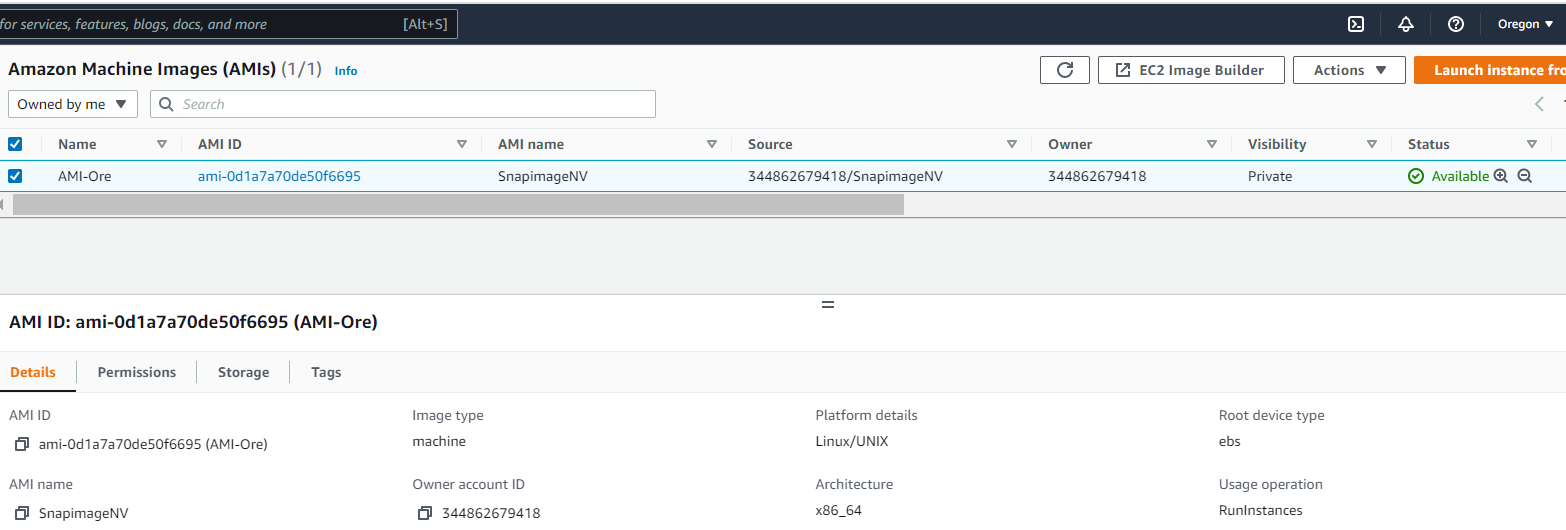 for services, features, blogs, docs, and more [Alt+S] Oregon
Amazon Machine Images (AMIs) (1/1) Info EC2 Image Builder Actions Launch instance fro
Owned by me Search
Name AMI ID AMI name Source Owner Visibility Status
AMI-Ore ami-0d1a7a70de50f6695 SnapimageNV 344862679418/SnapimageNV 344862679418 Private Available
AMI ID: ami-0d1a7a70de50f6695 (AMI-Ore)
Details Permissions Storage Tags
AMI ID Image type Platform details Root device type
ami-0d1a7a70de50f6695 (AMI-Ore) machine Linux/UNIX ebs
AMI name Owner account ID Architecture Usage operation
SnapimageNV 344862679418 x86_64 RunInstances